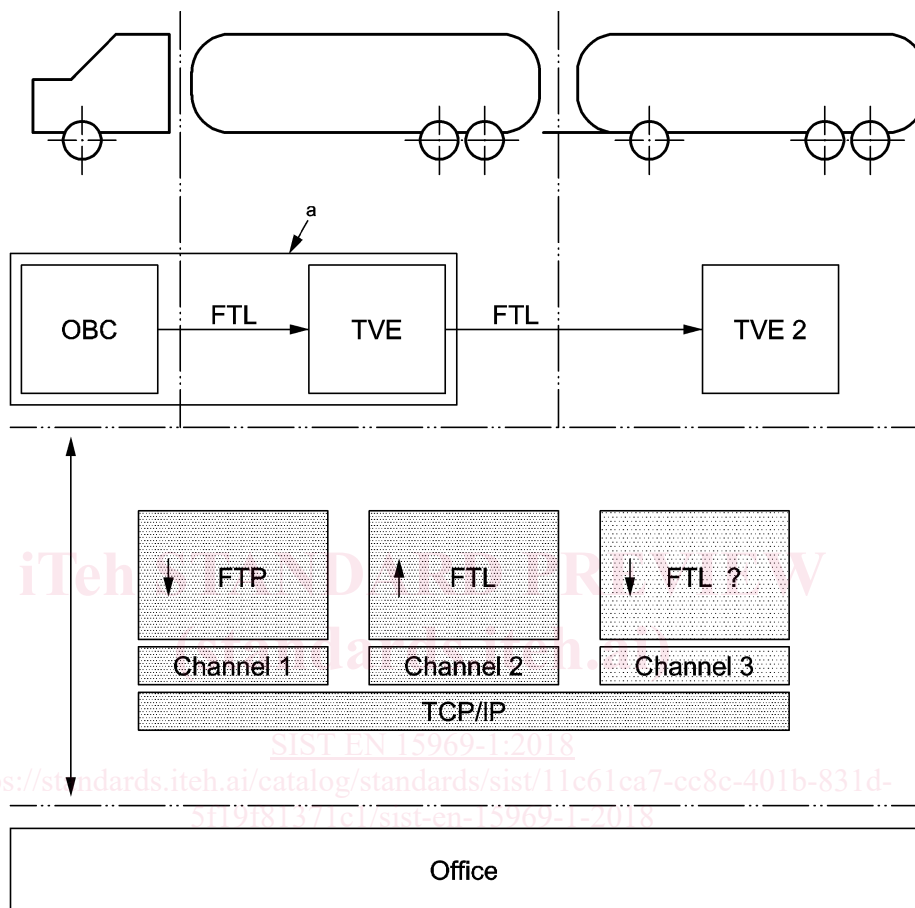 a
OBC
FTL
TVE
FTL
TVE 2
FTP
FTL
FTL ?
iTeh STANDARD PREVIEW
(standards.iteh.ai)
Channel 1
Channel 2
Channel 3
TCP/IP
SIST EN 15969-1:2018
ps://standards.iteh.ai/catalog/standards/sist/11c61ca7-cc8c-401b-831d-
5f19f81371c1/sist-en-15969-1-2018
Office